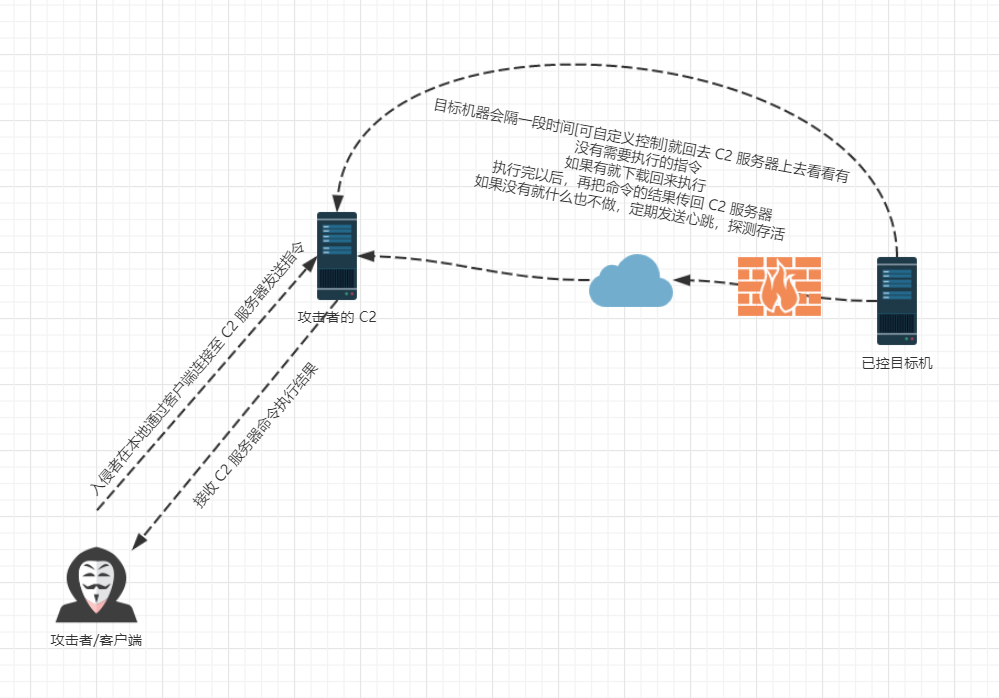 目标机器会隔一段时间[可自定义控制]就回去 C2 服务器上去看看有
没有需要执行的指令
如果有就下载回来执行
执行完以后，再把命令的结果传回 C2 服务器
如果没有就什么也不做，定期发送心跳，探测存活
入侵者在本地通过客户端连接至 C2 服务器发送指令
攻击者的 C2
已控目标机
接收 C2 服务器命令执行结果
攻击者/客户端